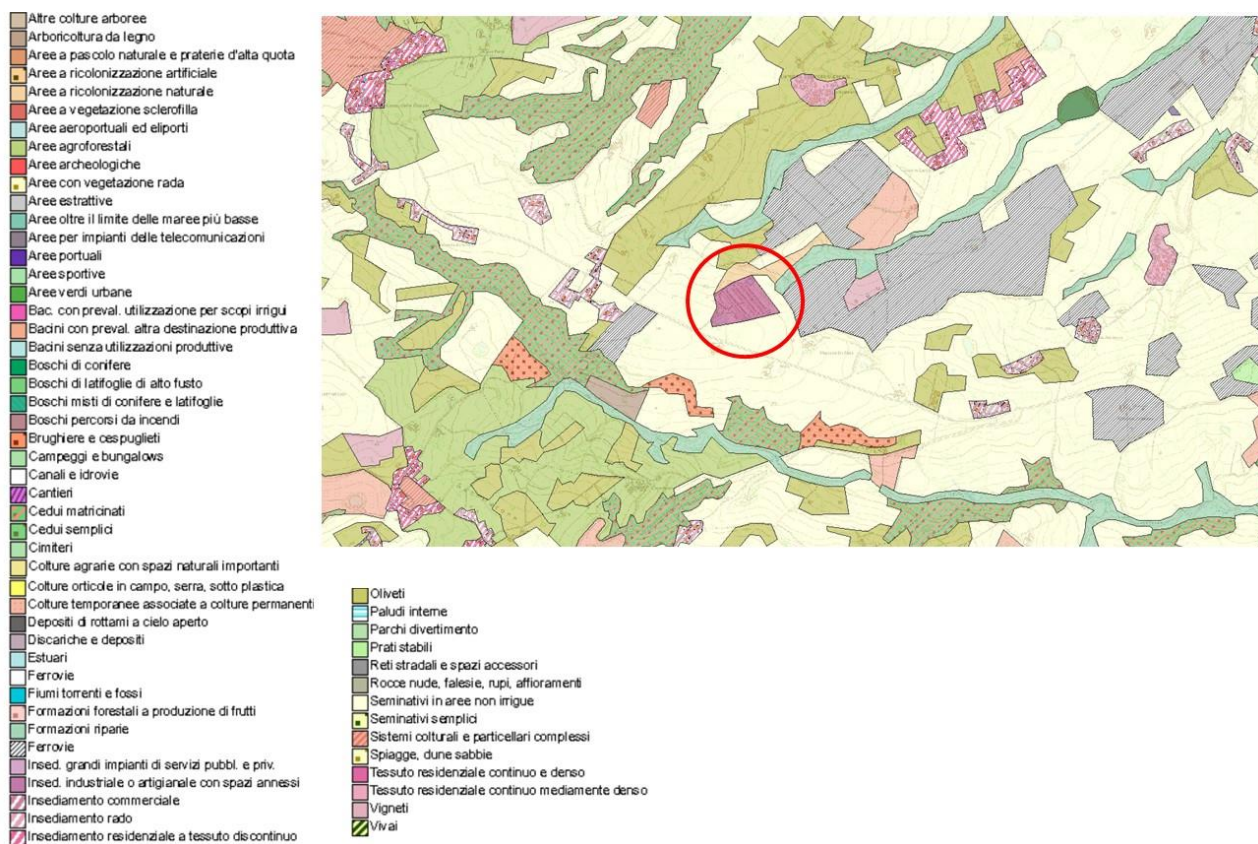 Altre colture arboree
Arboricoltura da legno
Aree a pascolo naturale e praterie d'alta quota
Aree a ricolonizzazione artificiale
Aree a ricolonizzazione naturale
Aree a vegetazione sclerofilla
Aree aeroportuali ed eliporti
Aree agroforestali
Aree archeologiche
Aree con vegetazione rada
Aree estrattive
Aree oltre il limite delle maree più basse
Aree per impianti delle telecomunicazioni
Aree portuali
Aree sportive
Aree verdi urbane
Bac. con preval. utilizzazione per scopi irrigui
Bacini con preval. altra destinazione produttiva
Bacini senza utilizzazioni produttive
Boschi di conifere
Boschi di latifoglie di alto fusto
Boschi misti di conifere e latifoglie
Boschi percorsi da incendi
Brughiere e cespuglieti
Campeggi e bungalows
Canali e idrovie
Cantieri
Cedui matricinati
Cedui semplici
Cimiteri
Colture agrarie con spazi naturali importanti
Colture orticole in campo, serra, sotto plastica
Colture temporanee associate a colture permanenti
Depositi di rottami a cielo aperto
Discariche e depositi
Estuari
Ferrovie
Fiumi torrenti e fossi
Formazioni forestali a produzione di frutti
Formazioni riparie
Ferrovie
Insed. grandi impianti di servizi pubbl. e priv.
Insed. industriale o artigianale con spazi annessi
Insediamento commerciale
Insediamento rado
Insediamento residenziale a tessuto discontinuo
Oliveti
Paludi interne
Parchi divertimento
Prati stabili
Reti stradali e spazi accessori
Rocce nude, falesie, rupi, affioramenti
Seminativi in aree non irrigue
Seminativi semplici
Sistemi colturali e particellari complessi
Spiagge, dune sabbie
Tessuto residenziale continuo e denso
Tessuto residenziale continuo mediamente denso
Vigneti
Vivai